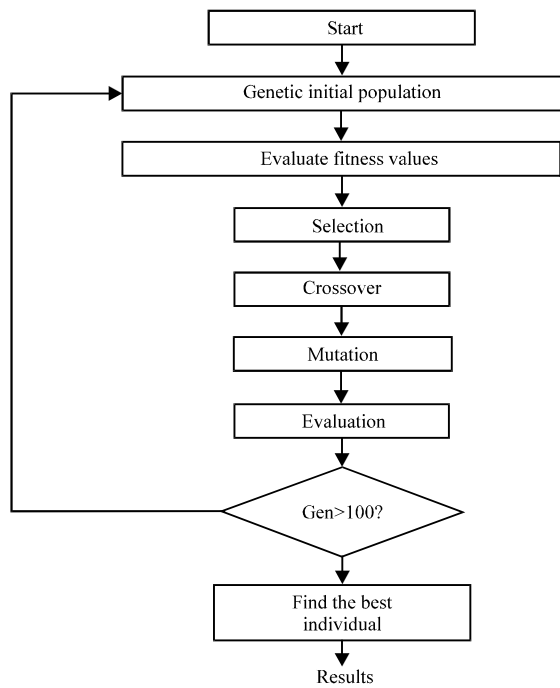 Start
Genetic initial population
Evaluate fitness values
Selection
Crossover
Mutation
Evaluation
Gen>100?
Find the best
individual
Results